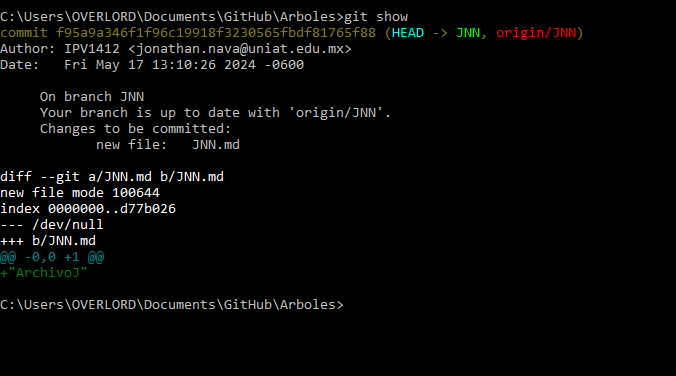 C:\Users\OVERLORD\Documents\GitHub\Arboles>git show
commit f95a9a346f1f96c19918f3230565fbdf81765f88 (HEAD -> JNN, origin/JNN)
Author: IPV1412 <jonathan.nava@uniat.edu.mx>
Date:   Fri May 17 13:10:26 2024 -0600

     On branch JNN
     Your branch is up to date with 'origin/JNN'.
     Changes to be committed:
            new file:   JNN.md

diff --git a/JNN.md b/JNN.md
new file mode 100644
index 0000000..d77b026
--- /dev/null
+++ b/JNN.md
@@ -0,0 +1 @@
+"ArchivoJ"

C:\Users\OVERLORD\Documents\GitHub\Arboles>